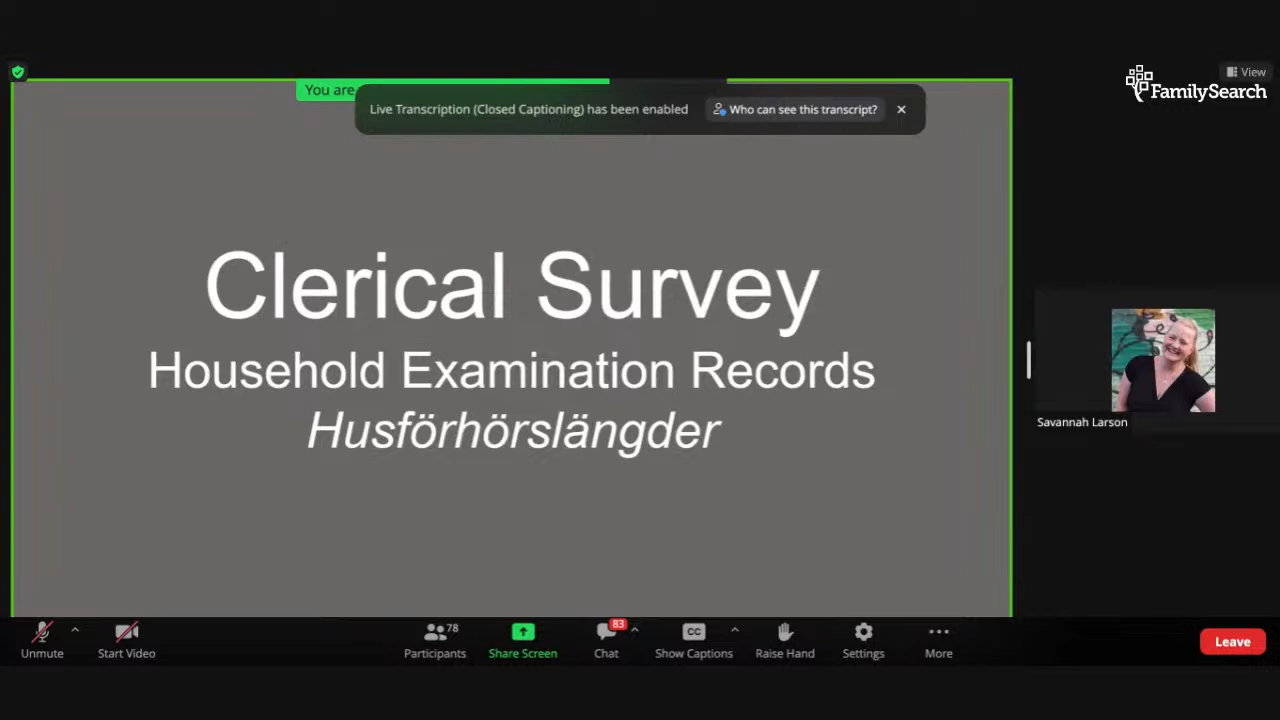 FamilySearch
View
You are
Live Transcription (Closed Captioning) has been enabled
Who can see this transcript?
Clerical Survey
Household Examination Records
Husförhörslängder
Savannah Larson
78
83
CC
Unmute
Start Video
Participants
Share Screen
Chat
Show Captions
Raise Hand
Settings
More
Leave